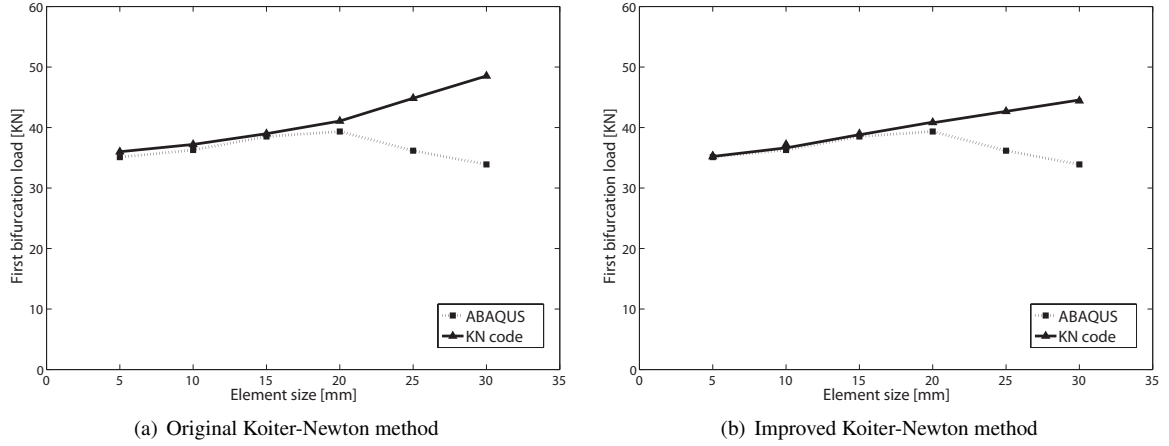 60
50
40
30
20
10
0
First bifurcation load [KN]
ABAQUS
KN code
0 5 10 15 20 25 30 35
Element size [mm]
(a) Original Koiter-Newton method
60
50
40
30
20
10
0
First bifurcation load [KN]
ABAQUS
KN code
0 5 10 15 20 25 30 35
Element size [mm]
(b) Improved Koiter-Newton method